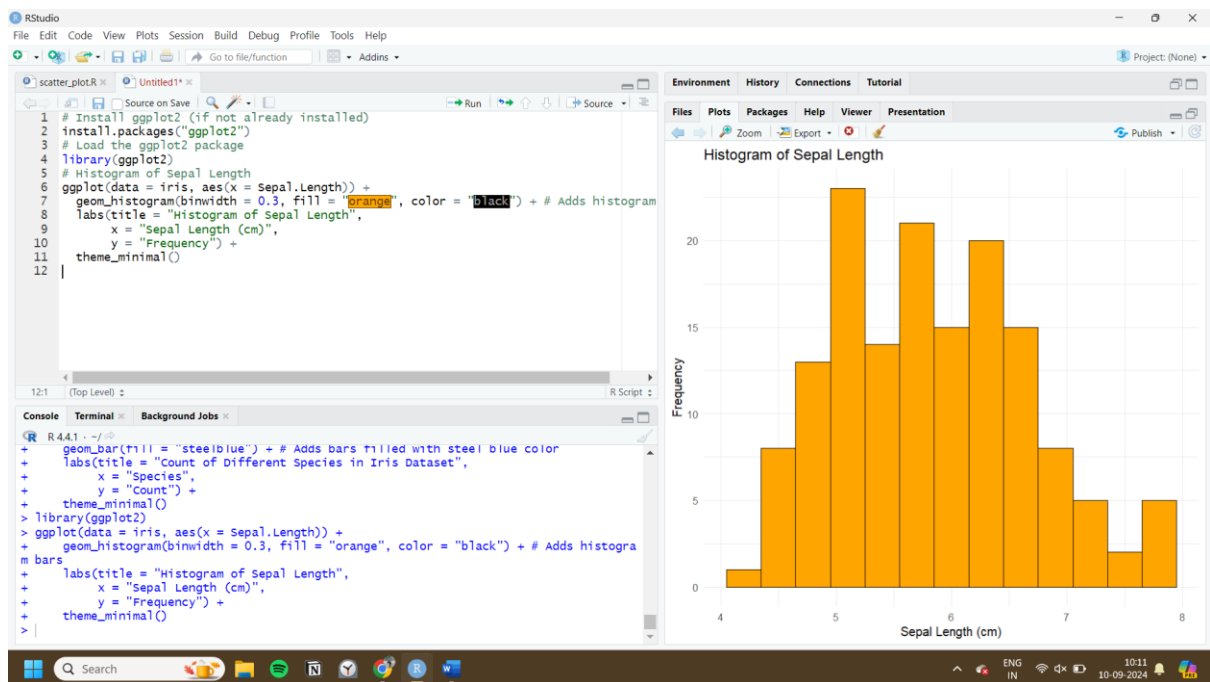 RStudio
File Edit Code View Plots Session Build Debug Profile Tools Help
Go to file/function Addins Project: (None)
scatter_plot.R Untitled1*
Source on Save Run Source
1 # Install ggplot2 (if not already installed)
2 install.packages("ggplot2")
3 # Load the ggplot2 package
4 library(ggplot2)
5 # Histogram of Sepal Length
6 ggplot(data = iris, aes(x = Sepal.Length)) +
7 geom_histogram(binwidth = 0.3, fill = "orange", color = "black") + # Adds histogram
8 labs(title = "Histogram of Sepal Length",
9 x = "Sepal Length (cm)",
10 y = "Frequency") +
11 theme_minimal()
12
12:1 (Top Level) R Script
Console Terminal Background Jobs
R 4.4.1 · ~/
+ geom_bar(fill = "steelblue") + # Adds bars filled with steel blue color
+ labs(title = "Count of Different Species in Iris Dataset",
+ x = "Species",
+ y = "Count") +
+ theme_minimal()
> library(ggplot2)
> ggplot(data = iris, aes(x = Sepal.Length)) +
+ geom_histogram(binwidth = 0.3, fill = "orange", color = "black") + # Adds histogra
m bars
+ labs(title = "Histogram of Sepal Length",
+ x = "Sepal Length (cm)",
+ y = "Frequency") +
+ theme_minimal()
>
Environment History Connections Tutorial
Files Plots Packages Help Viewer Presentation
Zoom Export Publish
Histogram of Sepal Length
20
15
10
5
0
Frequency
4 5 6 7 8
Sepal Length (cm)
Search
ENG
IN
10:11
10-09-2024